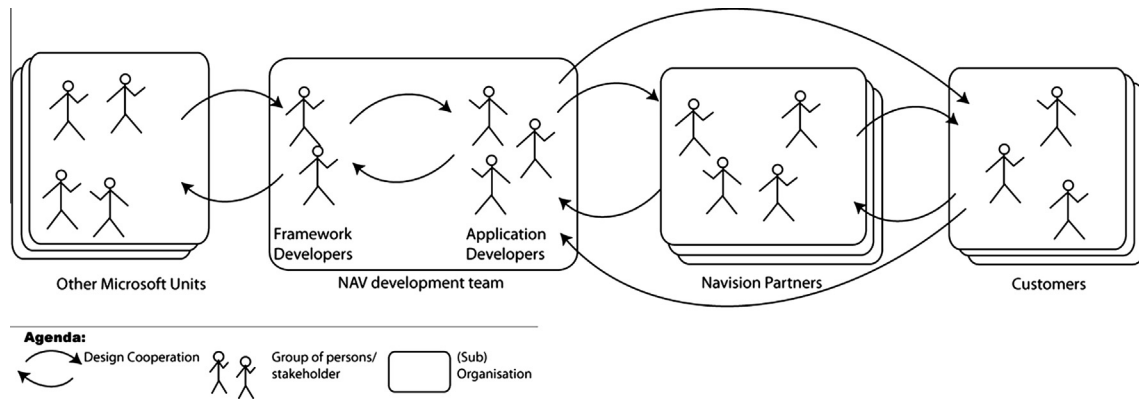 Framework
Developers
Application
Developers
Other Microsoft Units
NAV development team
Navision Partners
Customers
Agenda:
Design Cooperation
Group of persons/
stakeholder
(Sub)
Organisation